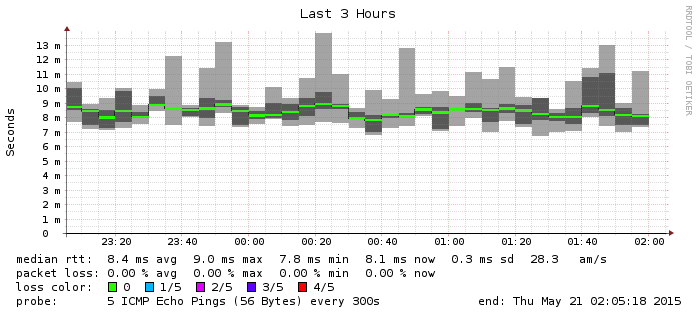 Last 3 Hours
RRDTOOL / TOBI OETIKER
Seconds
13 m
12 m
11 m
10 m
9 m
8 m
7 m
6 m
5 m
4 m
3 m
2 m
1 m
0
23:20 23:40 00:00 00:20 00:40 01:00 01:20 01:40 02:00
median rtt: 8.4 ms avg 9.0 ms max 7.8 ms min 8.1 ms now 0.3 ms sd 28.3 am/s
packet loss: 0.00 % avg 0.00 % max 0.00 % min 0.00 % now
loss color: 0 1/5 2/5 3/5 4/5
probe: 5 ICMP Echo Pings (56 Bytes) every 300s end: Thu May 21 02:05:18 2015